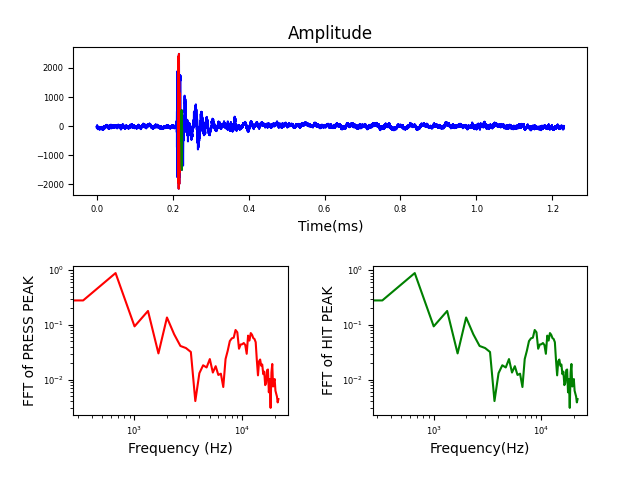 Amplitude
2000
1000
0
−1000
−2000
0.0 0.2 0.4 0.6 0.8 1.0 1.2
Time(ms)
FFT of PRESS PEAK
10⁰
10⁻¹
10⁻²
10³ 10⁴
Frequency (Hz)
FFT of HIT PEAK
10⁰
10⁻¹
10⁻²
10³ 10⁴
Frequency(Hz)